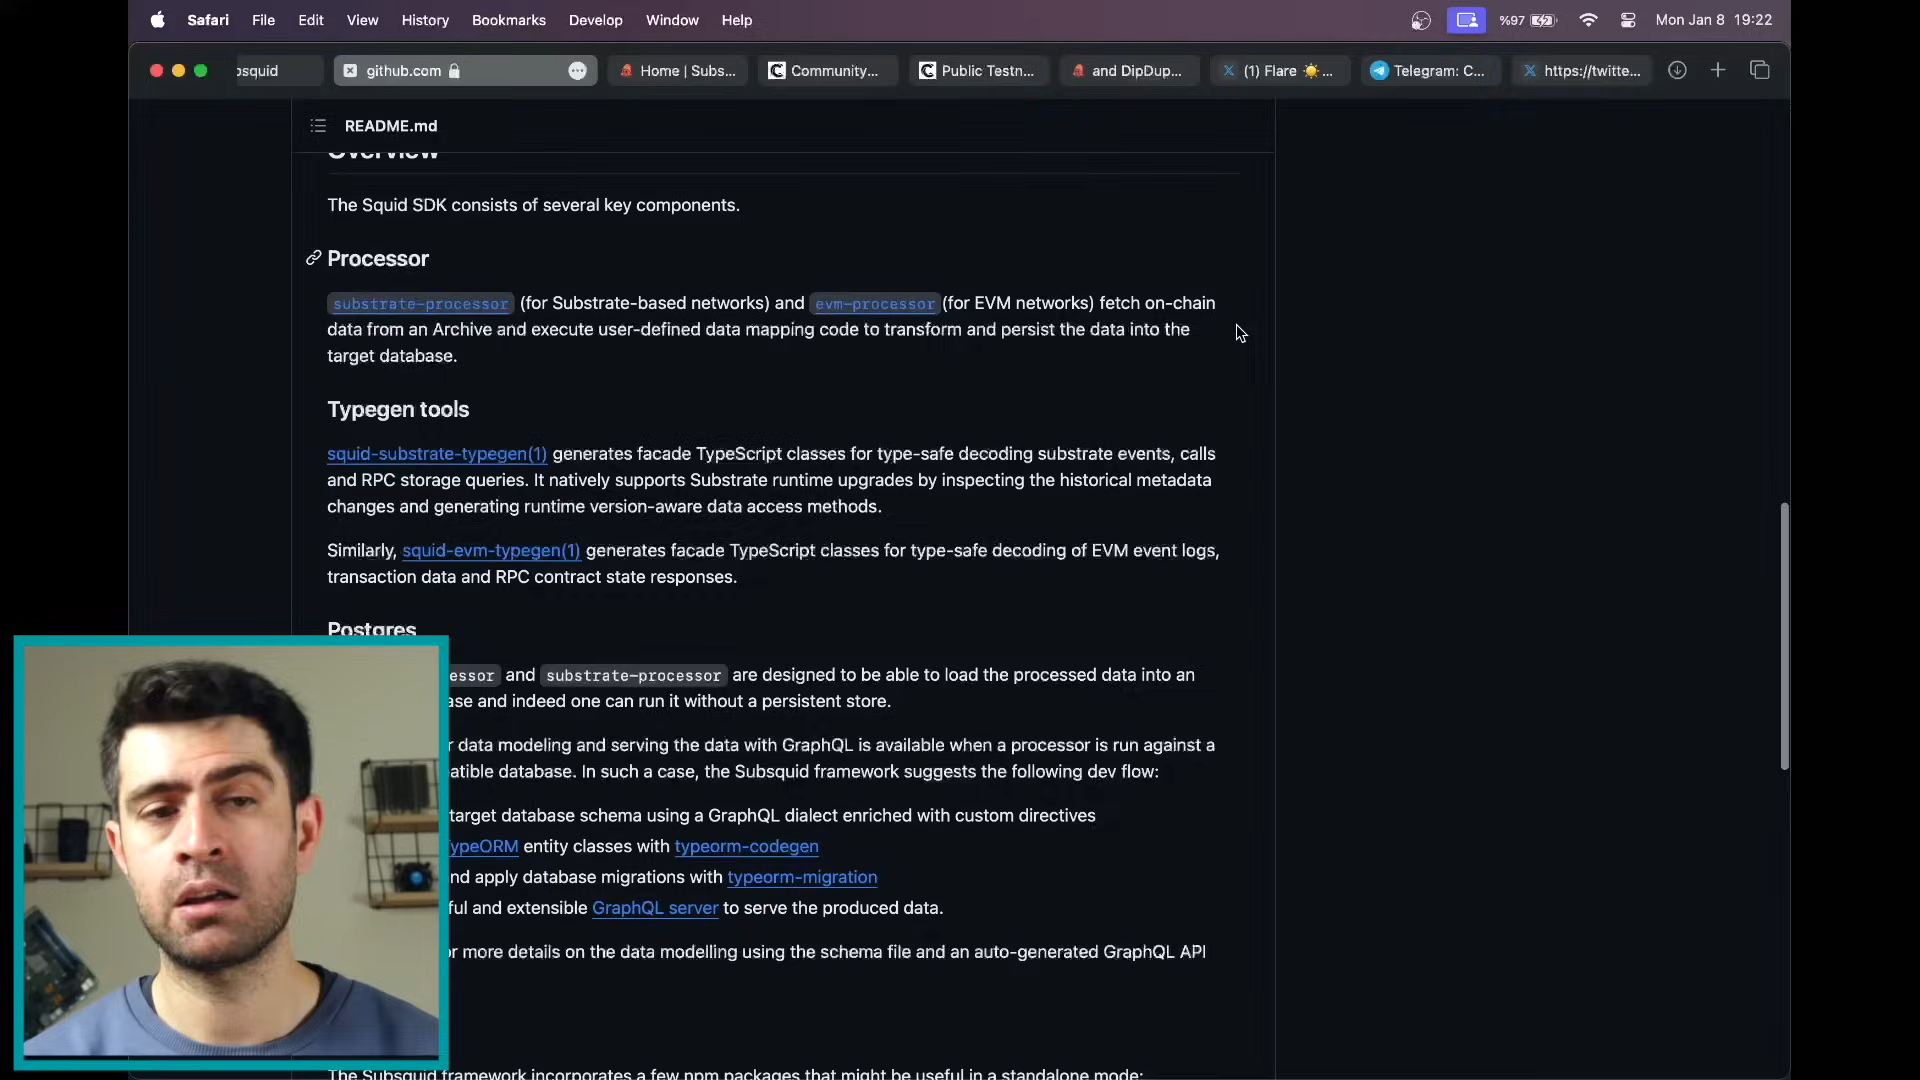 Safari File Edit View History Bookmarks Develop Window Help %97 Mon Jan 8 19:22
osquid github.com Home | Subs... Community... Public Testn... and DipDup... (1) Flare ☀️... Telegram: C... https://twitte...
README.md
Overview
The Squid SDK consists of several key components.
Processor
substrate-processor (for Substrate-based networks) and evm-processor (for EVM networks) fetch on-chain
data from an Archive and execute user-defined data mapping code to transform and persist the data into the
target database.
Typegen tools
squid-substrate-typegen(1) generates facade TypeScript classes for type-safe decoding substrate events, calls
and RPC storage queries. It natively supports Substrate runtime upgrades by inspecting the historical metadata
changes and generating runtime version-aware data access methods.
Similarly, squid-evm-typegen(1) generates facade TypeScript classes for type-safe decoding of EVM event logs,
transaction data and RPC contract state responses.
Postgres
essor and substrate-processor are designed to be able to load the processed data into an
ase and indeed one can run it without a persistent store.
r data modeling and serving the data with GraphQL is available when a processor is run against a
atible database. In such a case, the Subsquid framework suggests the following dev flow:
target database schema using a GraphQL dialect enriched with custom directives
TypeORM entity classes with typeorm-codegen
nd apply database migrations with typeorm-migration
ful and extensible GraphQL server to serve the produced data.
or more details on the data modelling using the schema file and an auto-generated GraphQL API
The Subsquid framework incorporates a few npm packages that might be useful in a standalone mode: